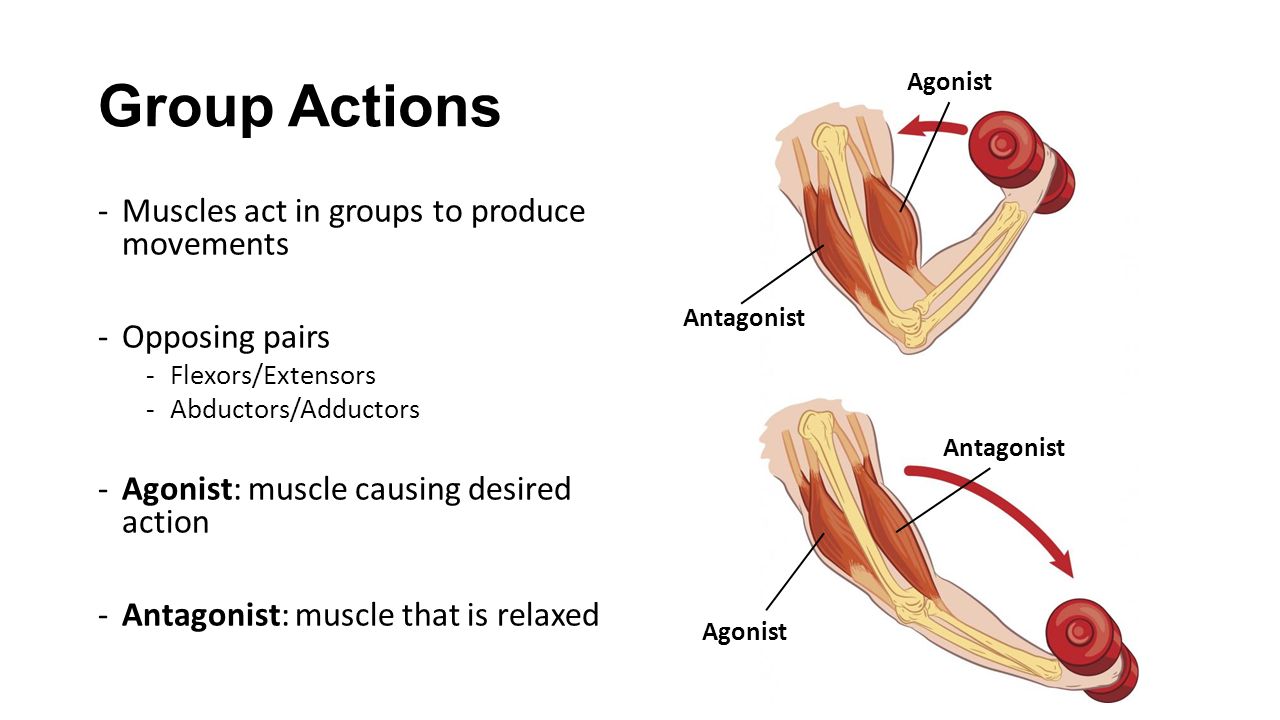 Group Actions
- Muscles act in groups to produce
movements
- Opposing pairs
- Flexors/Extensors
- Abductors/Adductors
- Agonist: muscle causing desired
action
- Antagonist: muscle that is relaxed
Agonist
Antagonist
Antagonist
Agonist